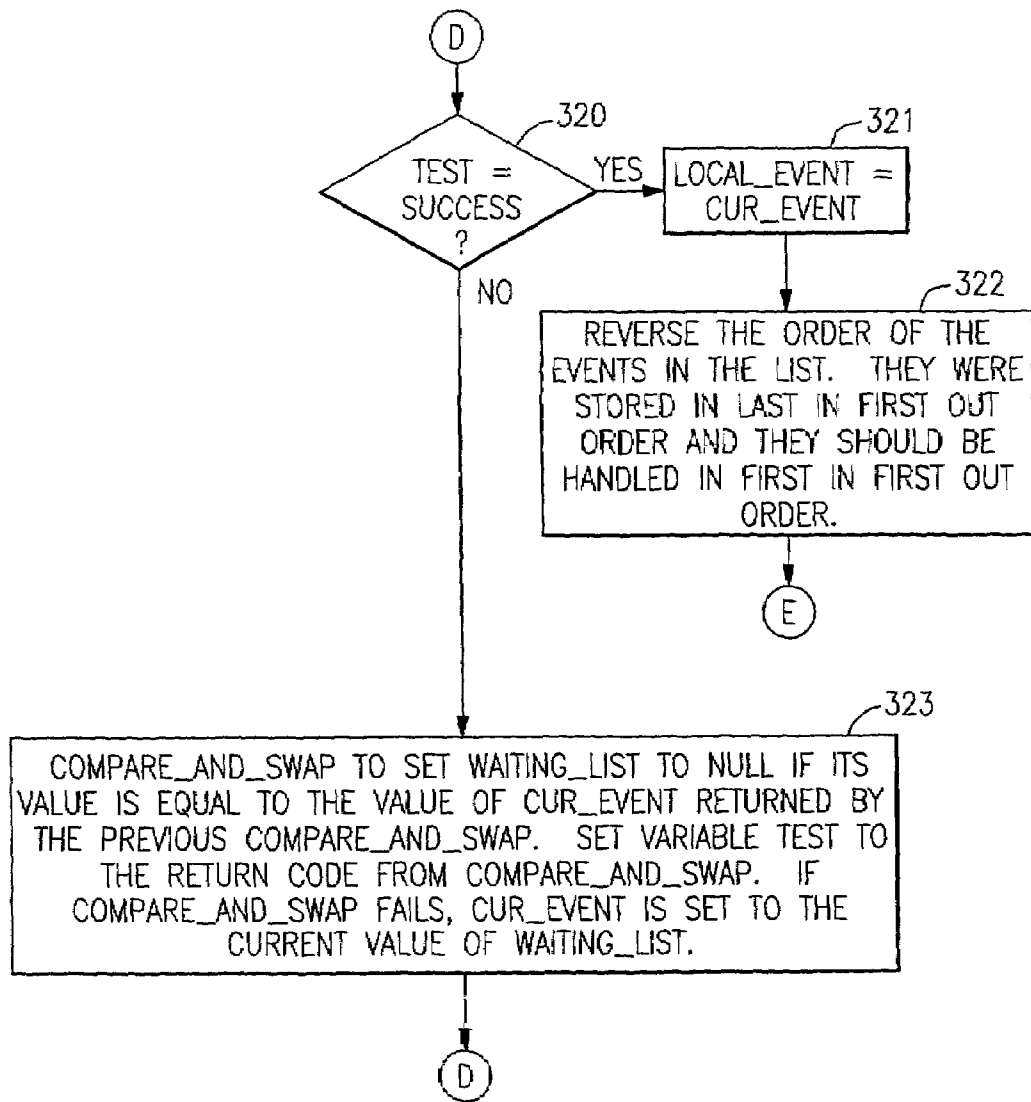 D
320
TEST =
SUCCESS
?
YES
NO
321
LOCAL_EVENT =
CUR_EVENT
322
REVERSE THE ORDER OF THE
EVENTS IN THE LIST. THEY WERE
STORED IN LAST IN FIRST OUT
ORDER AND THEY SHOULD BE
HANDLED IN FIRST IN FIRST OUT
ORDER.
E
323
COMPARE_AND_SWAP TO SET WAITING_LIST TO NULL IF ITS
VALUE IS EQUAL TO THE VALUE OF CUR_EVENT RETURNED BY
THE PREVIOUS COMPARE_AND_SWAP. SET VARIABLE TEST TO
THE RETURN CODE FROM COMPARE_AND_SWAP. IF
COMPARE_AND_SWAP FAILS, CUR_EVENT IS SET TO THE
CURRENT VALUE OF WAITING_LIST.
D